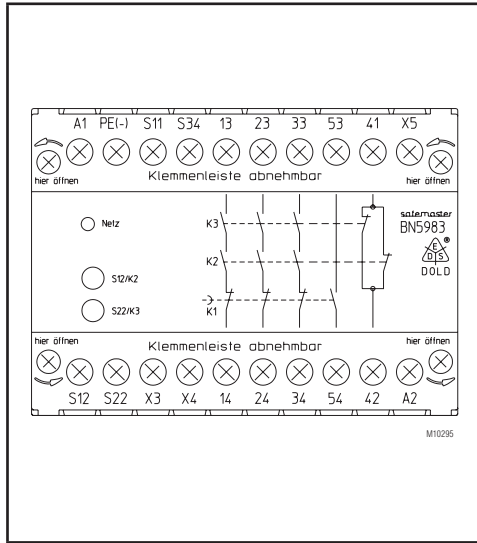 A1 PE(-) S11 S34 13 23 33 53 41 X5
hier öffnen Klemmenleiste abnehmbar hier öffnen
Netz
K3
safemaster
BN5983
K2
E
D S
®
DOLD
S12/K2
S22/K3
K1
hier öffnen Klemmenleiste abnehmbar hier öffnen
S12 S22 X3 X4 14 24 34 54 42 A2
M10295